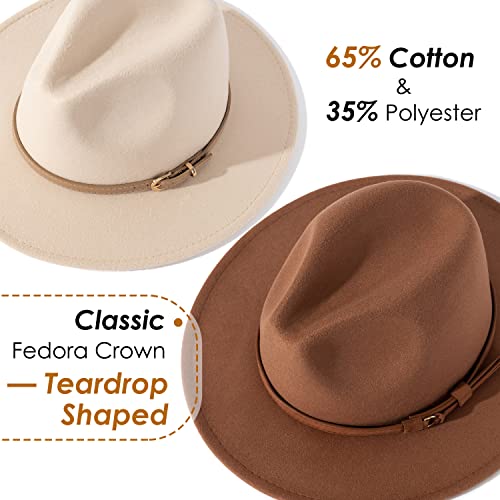 65% Cotton
&
35% Polyester
Classic
Fedora Crown
— Teardrop
Shaped